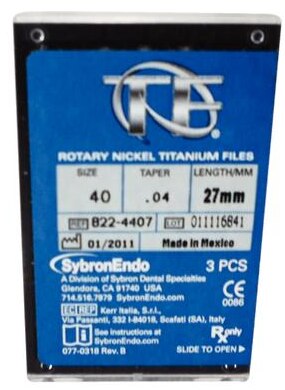 TF®
ROTARY NICKEL TITANIUM FILES
SIZE TAPER LENGTH/MM
40 .04 27mm
REF 822-4407 LOT 011116841
01/2011 Made in Mexico
SybronEndo 3 PCS
A Division of Sybron Dental Specialties
Glendora, CA 91740 USA
714.516.7979 SybronEndo.com
CE 0086
EC REP Kerr Italia, S.r.l.,
Via Passanti, 332 I-84018, Scafati (SA), Italy
See instructions at
SybronEndo.com
Rx only
077-0318 Rev. B SLIDE TO OPEN